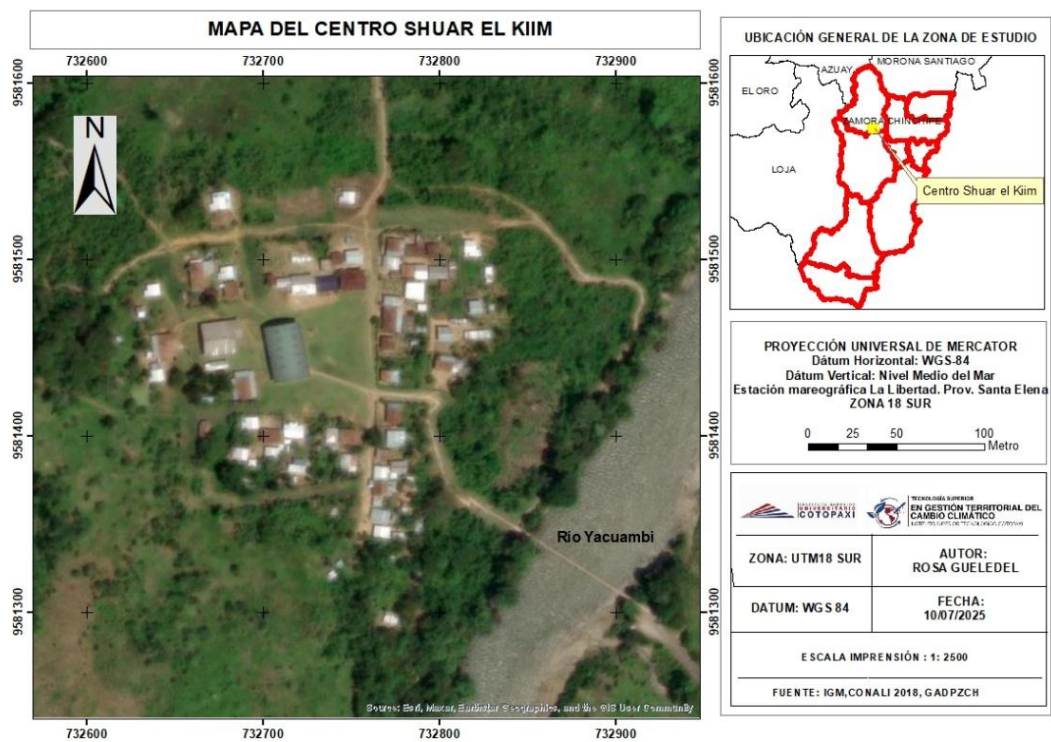 MAPA DEL CENTRO SHUAR EL KIIM
732600 732700 732800 732900
9581600
9581500
9581400
9581300
N
Río Yacuambi
Source: Esri, Maxar, Earthstar Geographics, and the GIS User Community
9581600
9581500
9581400
9581300
732600 732700 732800 732900
UBICACIÓN GENERAL DE LA ZONA DE ESTUDIO
MORONA SANTIAGO
AZUAY
EL ORO
ZAMORA CHINCHIPE
LOJA
Centro Shuar el Kiim
PROYECCIÓN UNIVERSAL DE MERCATOR
Dátum Horizontal: WGS-84
Dátum Vertical: Nivel Medio del Mar
Estación mareográfica La Libertad. Prov. Santa Elena
ZONA 18 SUR
0 25 50 100
Metro
UNIVERSITARIO
COTOPAXI
TECNOLOGÍA SUPERIOR
EN GESTIÓN TERRITORIAL DEL
CAMBIO CLIMÁTICO
ZONA: UTM18 SUR
AUTOR:
ROSA GUELEDEL
DATUM: WGS 84
FECHA:
10/07/2025
ESCALA IMPRENSIÓN : 1: 2500
FUENTE: IGM,CONALI 2018, GADPZCH